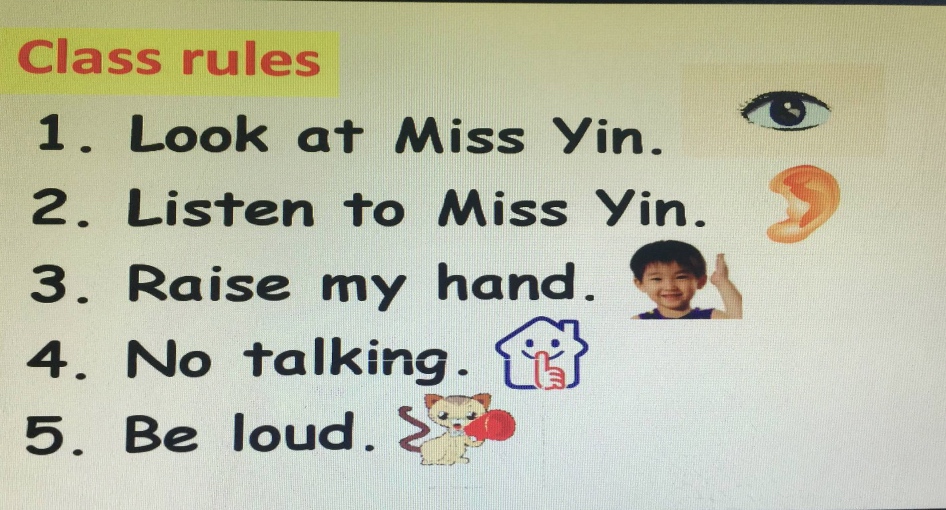 Class rules
1. Look at Miss Yin.
2. Listen to Miss Yin.
3. Raise my hand.
4. No talking.
5. Be loud.